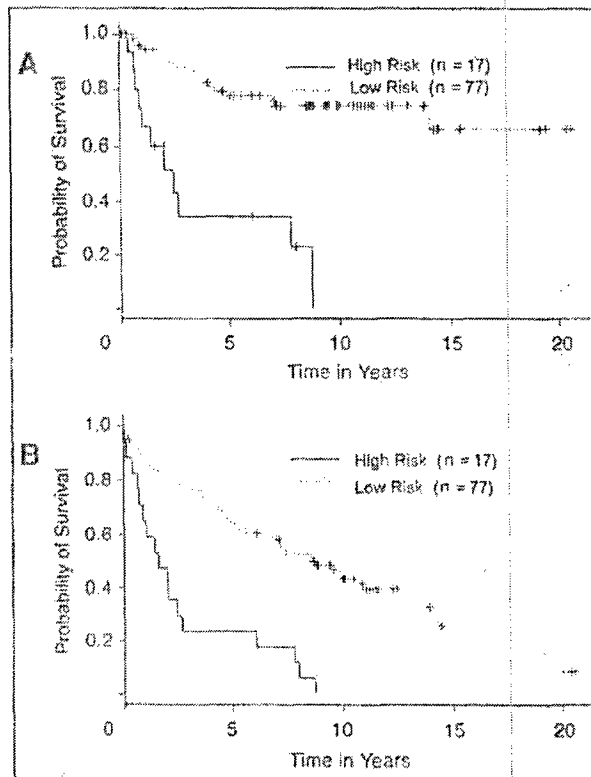 A
1.0
0.8
0.6
0.4
0.2
Probability of Survival
High Risk (n = 17)
Low Risk (n = 77)
0 5 10 15 20
Time in Years
B
1.0
0.8
0.6
0.4
0.2
Probability of Survival
High Risk (n = 17)
Low Risk (n = 77)
0 5 10 15 20
Time in Years